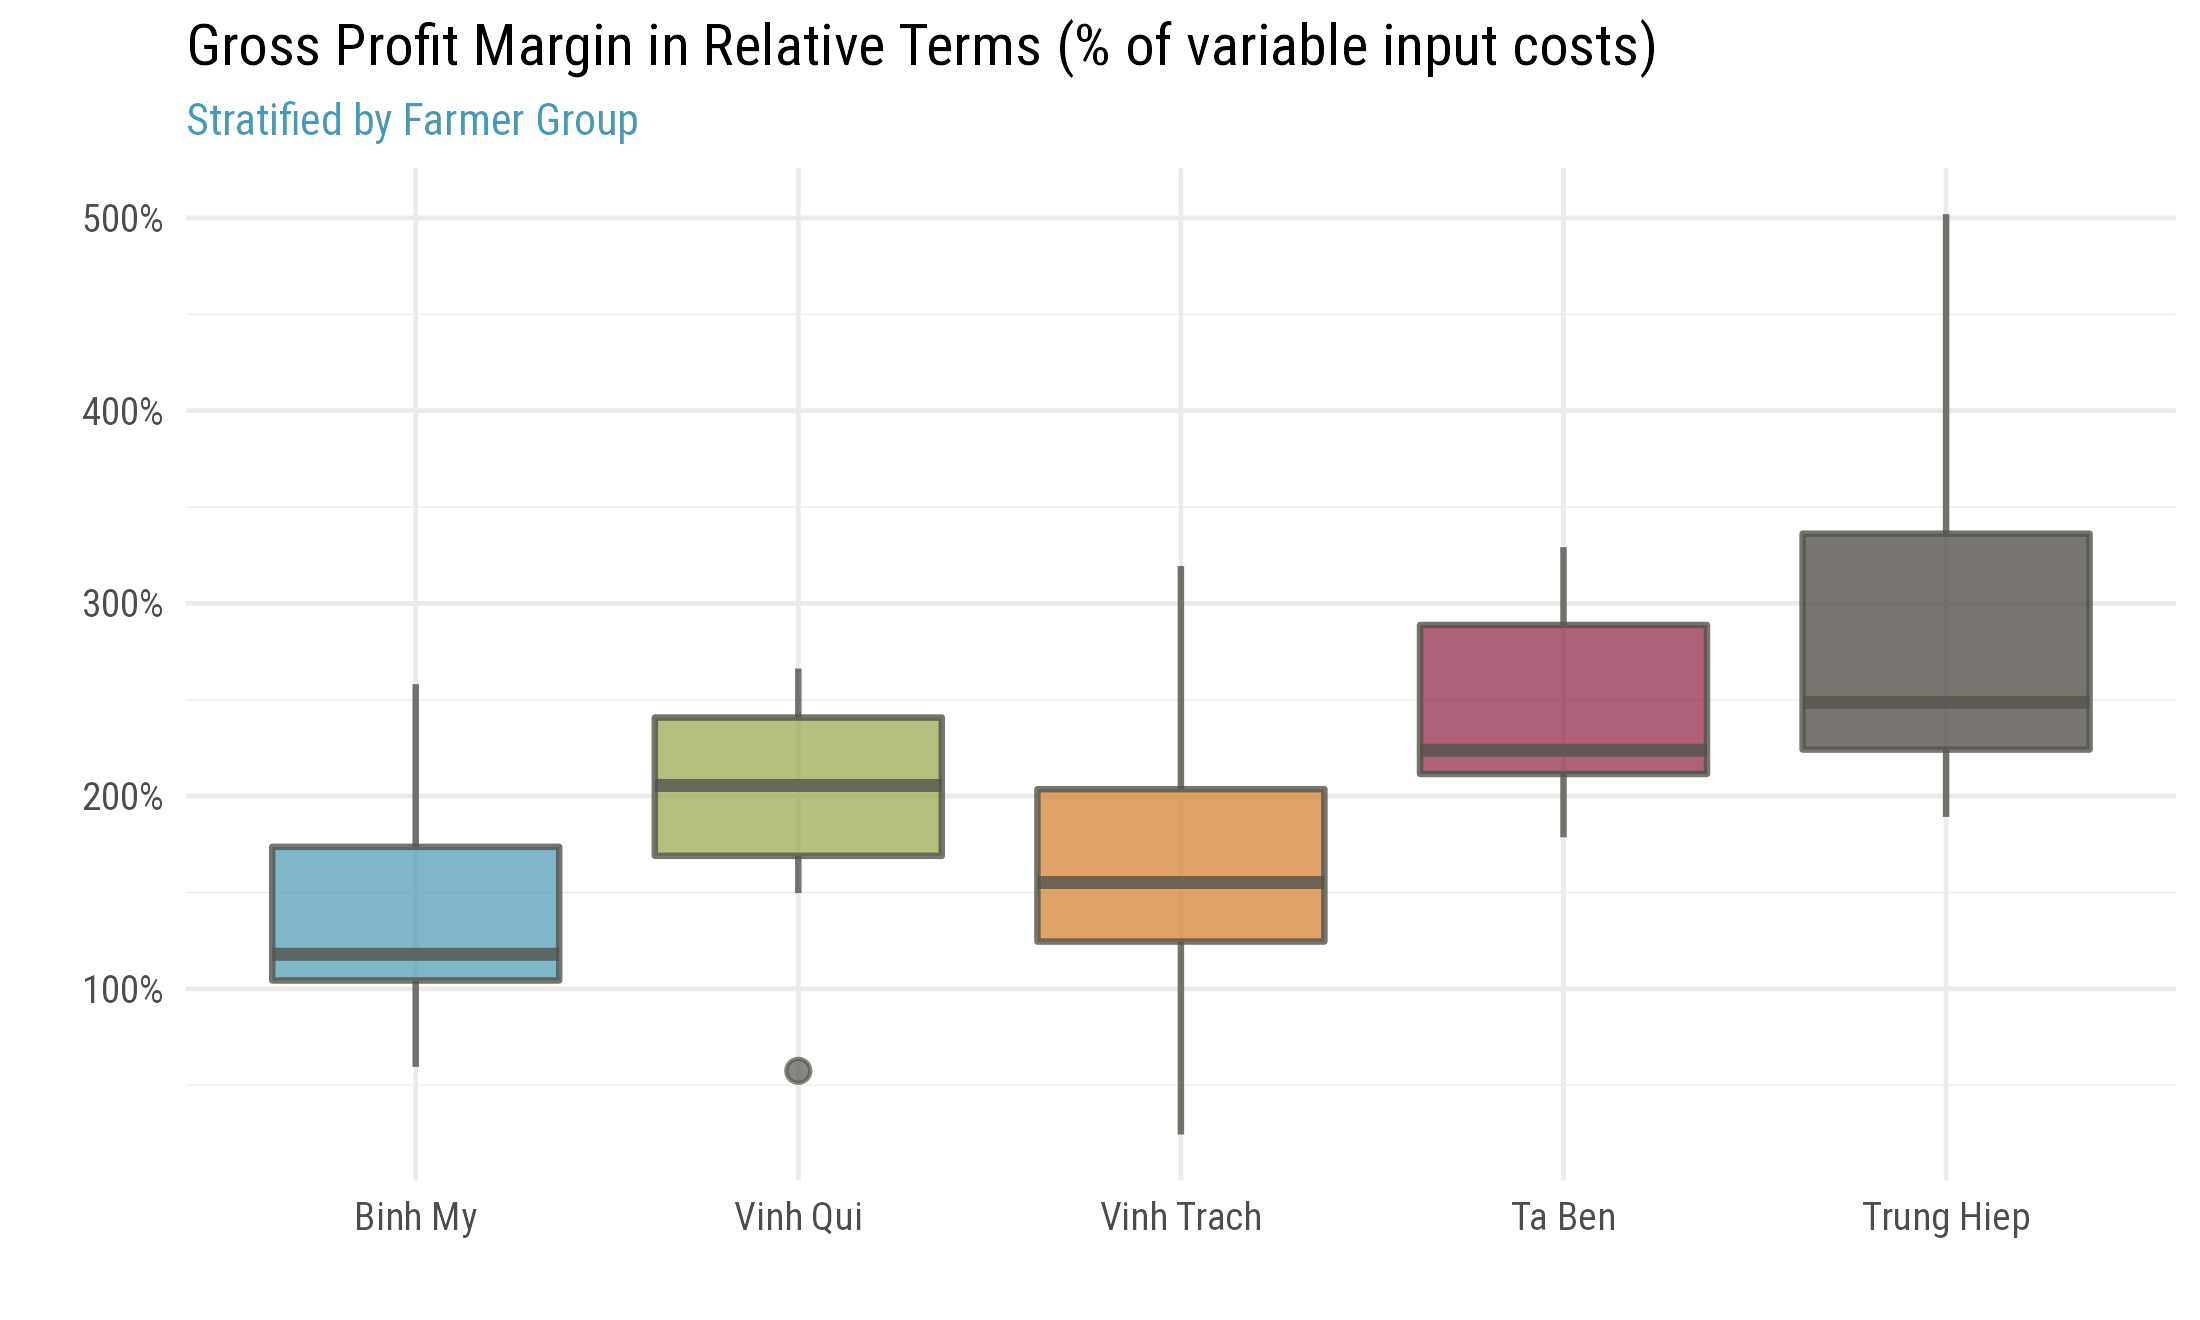 Gross Profit Margin in Relative Terms (% of variable input costs)
Stratified by Farmer Group
500%
400%
300%
200%
100%
Binh My
Vinh Qui
Vinh Trach
Ta Ben
Trung Hiep